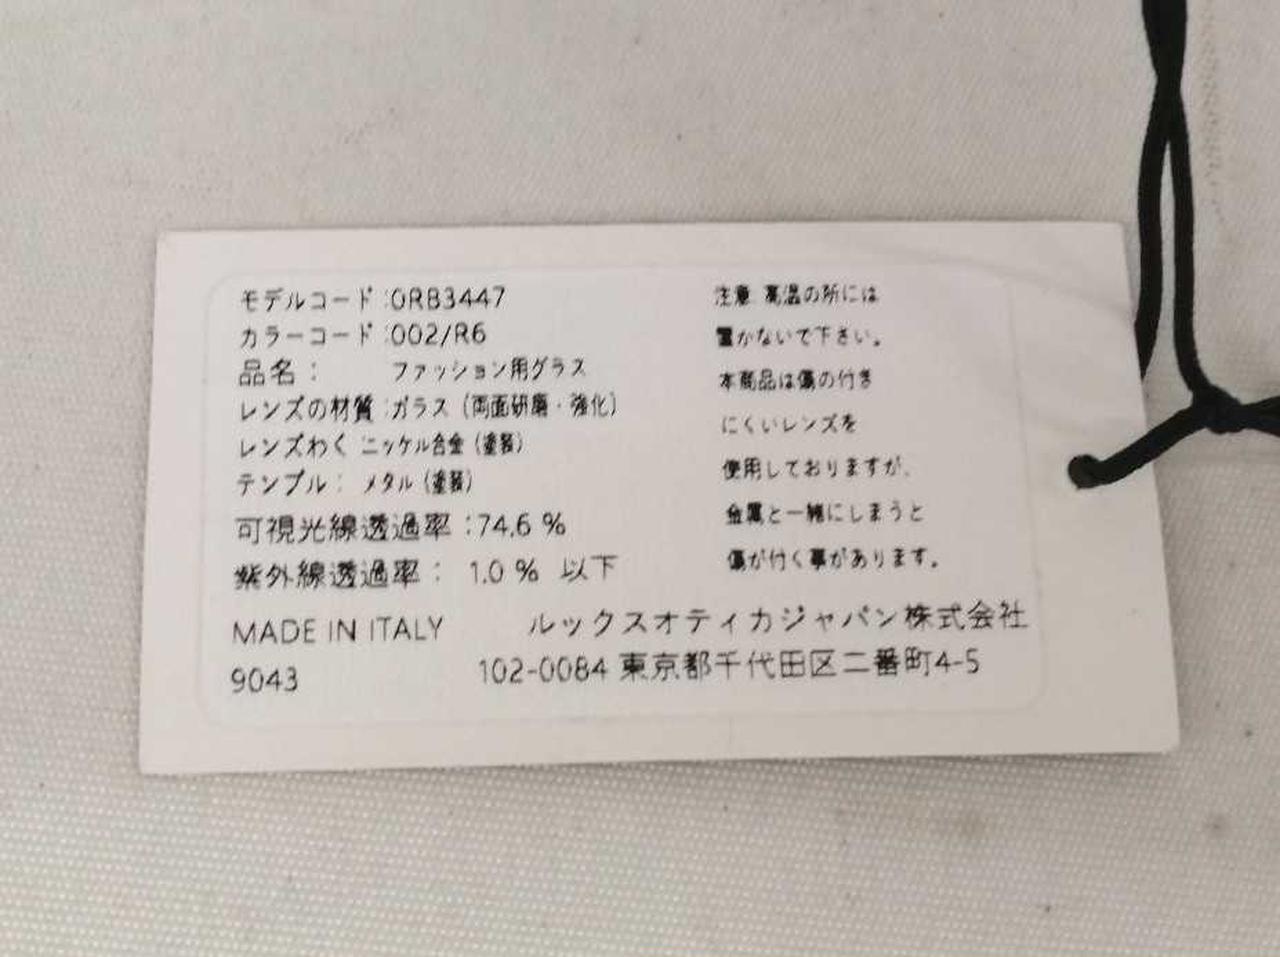 モデルコード:0RB3447
カラーコード:002/R6
品名： ファッション用グラス
レンズの材質:ガラス（両面研磨・強化）
レンズわく ニッケル合金（塗装）
テンプル： メタル（塗装）
可視光線透過率:74.6 %
紫外線透過率： 1.0 % 以下
MADE IN ITALY
9043
注意 高温の所には
置かないで下さい。
本商品は傷の付き
にくいレンズを
使用しておりますが、
金属と一緒にしまうと
傷が付く事があります。
ルックスオティカジャパン株式会社
102-0084 東京都千代田区二番町4-5